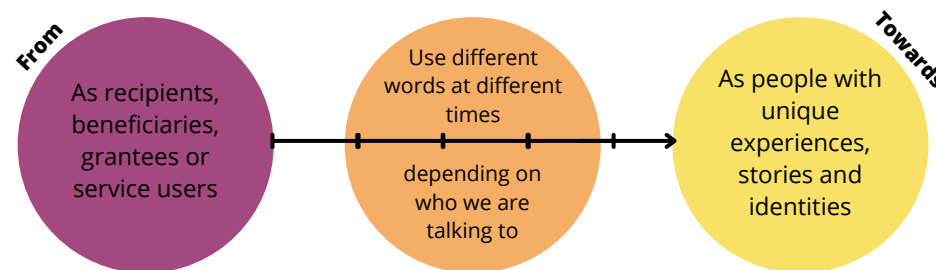 From
As recipients,
beneficiaries,
grantees or
service users
Use different
words at different
times
depending on
who we are
talking to
Towards
As people with
unique
experiences,
stories and
identities